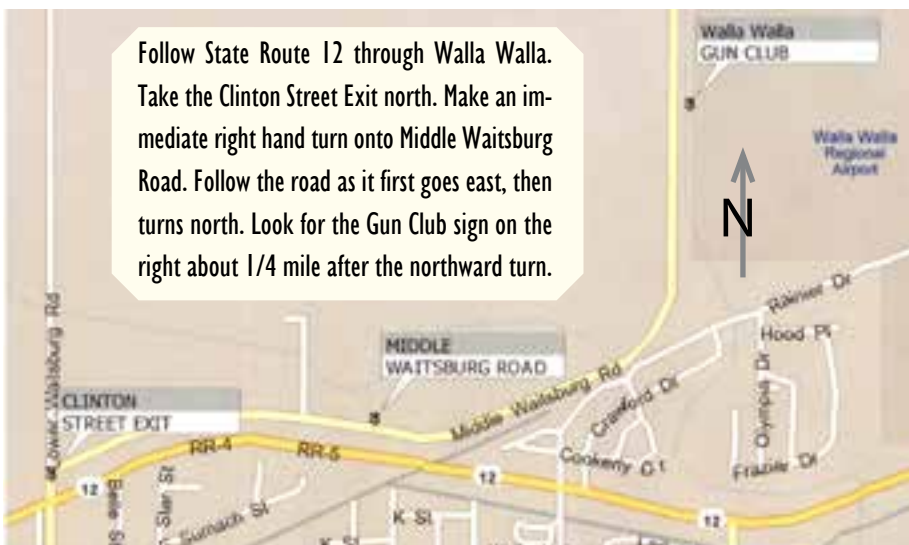 Follow State Route 12 through Walla Walla.
Take the Clinton Street Exit north. Make an im-
mediate right hand turn onto Middle Waitsburg
Road. Follow the road as it first goes east, then
turns north. Look for the Gun Club sign on the
right about 1/4 mile after the northward turn.
Walla Walla
GUN CLUB
Walla Walla
Regional
Airport
N
Rainier Dr
Hood Pl
Lower Waitsburg Rd
MIDDLE
WAITSBURG ROAD
CLINTON
STREET EXIT
Middle Waitsburg Rd
Crawford Dr
Olympia Dr
RR-4
RR-5
Cookerly Ct
Frazier Dr
12
12
12
Star St
Sumach St
K St
K St